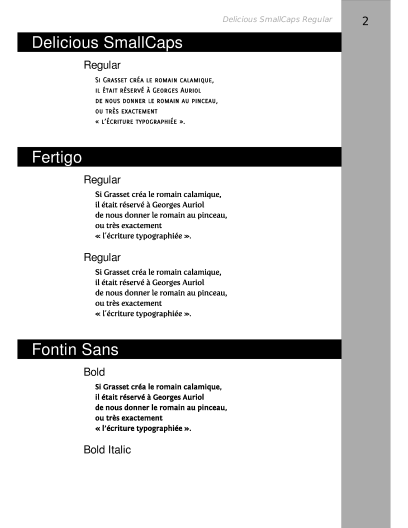 Delicious SmallCaps Regular
2
Delicious SmallCaps
Regular
Si Grasset créa le romain calamique,
il était réservé à Georges Auriol
de nous donner le romain au pinceau,
ou très exactement
« l'écriture typographiée ».
Fertigo
Regular
Si Grasset créa le romain calamique,
il était réservé à Georges Auriol
de nous donner le romain au pinceau,
ou très exactement
« l'écriture typographiée ».
Regular
Si Grasset créa le romain calamique,
il était réservé à Georges Auriol
de nous donner le romain au pinceau,
ou très exactement
« l'écriture typographiée ».
Fontin Sans
Bold
Si Grasset créa le romain calamique,
il était réservé à Georges Auriol
de nous donner le romain au pinceau,
ou très exactement
« l'écriture typographiée ».
Bold Italic